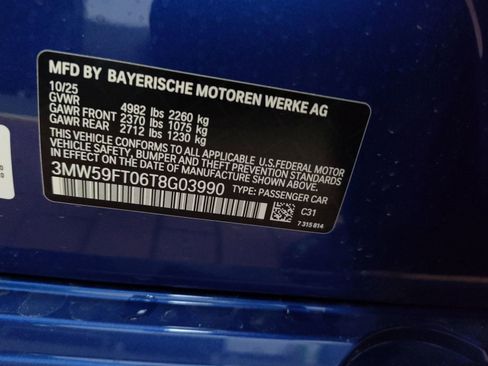 MFD BY BAYERISCHE MOTOREN WERKE AG
10/25
GVWR 4982 lbs 2260 kg
GAWR FRONT 2370 lbs 1075 kg
GAWR REAR 2712 lbs 1230 kg
THIS VEHICLE CONFORMS TO ALL APPLICABLE U.S.FEDERAL MOTOR
VEHICLE SAFETY, BUMPER, AND THEFT PREVENTION STANDARDS
IN EFFECT ON THE DATE OF MANUFACTURE SHOWN ABOVE.
3MW59FT06T8G03990 TYPE: PASSENGER CAR
C31
7 315 814